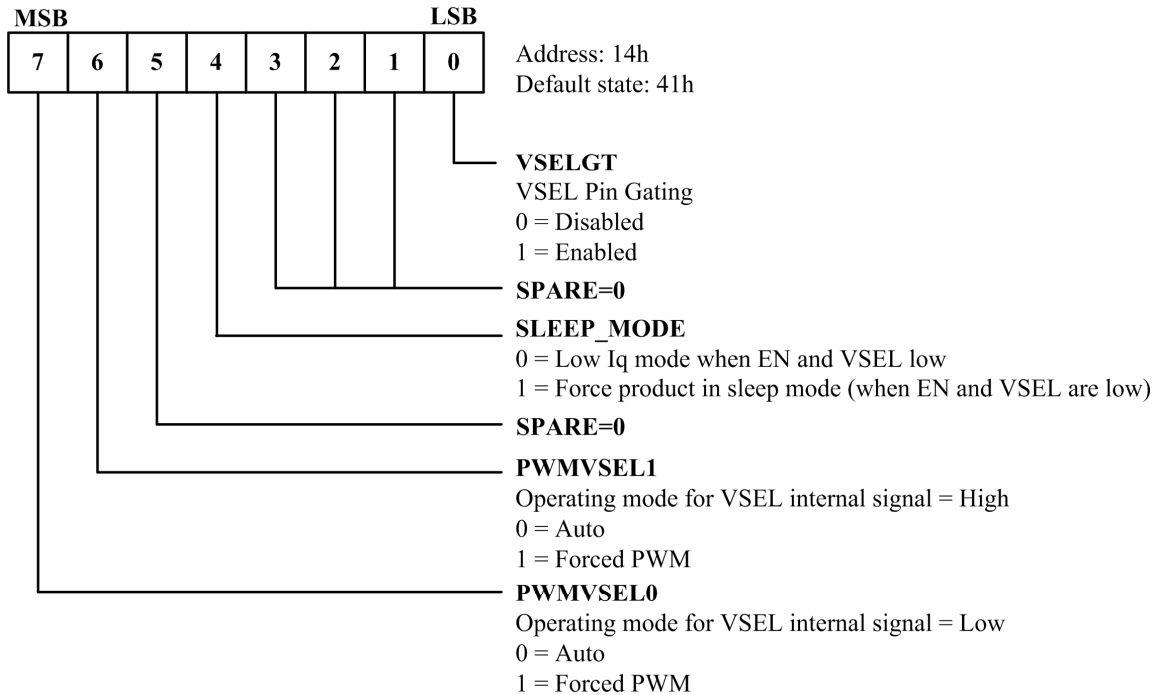 MSB LSB
7 6 5 4 3 2 1 0
Address: 14h
Default state: 41h
VSELGT
VSEL Pin Gating
0 = Disabled
1 = Enabled
SPARE=0
SLEEP_MODE
0 = Low Iq mode when EN and VSEL low
1 = Force product in sleep mode (when EN and VSEL are low)
SPARE=0
PWMVSEL1
Operating mode for VSEL internal signal = High
0 = Auto
1 = Forced PWM
PWMVSEL0
Operating mode for VSEL internal signal = Low
0 = Auto
1 = Forced PWM